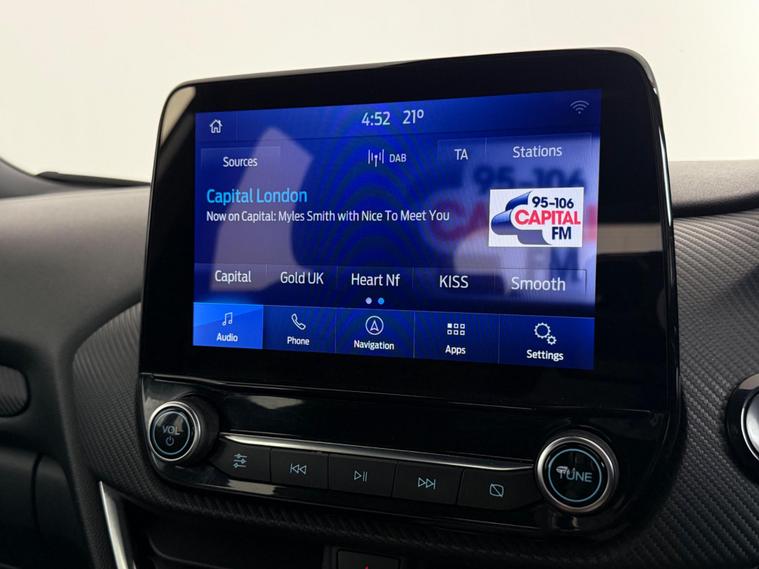 4:52 21º
Sources DAB TA Stations
Capital London
Now on Capital: Myles Smith with Nice To Meet You
95-106
CAPITAL
FM
Capital Gold UK Heart Nf KISS Smooth
Audio Phone Navigation Apps Settings
VOL
TUNE